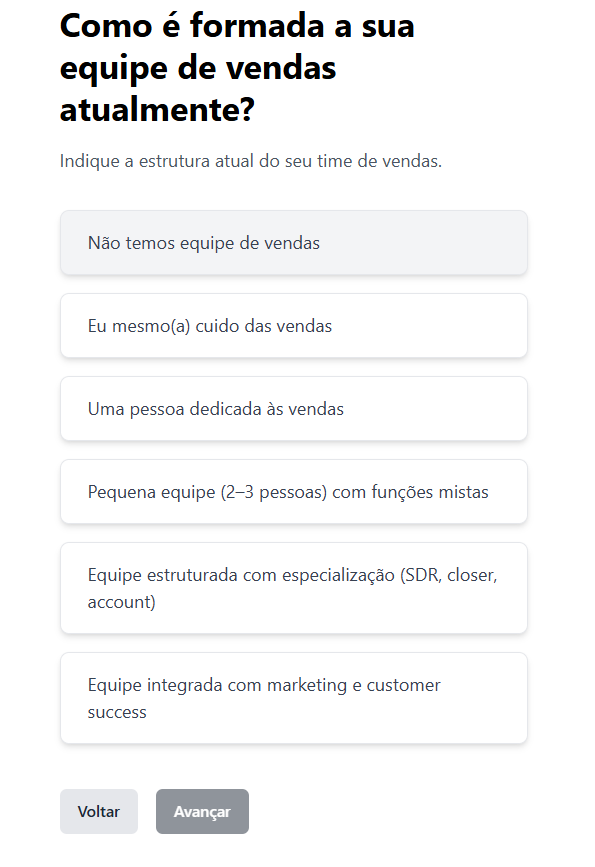 Como é formada a sua
equipe de vendas
atualmente?
Indique a estrutura atual do seu time de vendas.
Não temos equipe de vendas
Eu mesmo(a) cuido das vendas
Uma pessoa dedicada às vendas
Pequena equipe (2–3 pessoas) com funções mistas
Equipe estruturada com especialização (SDR, closer,
account)
Equipe integrada com marketing e customer
success
Voltar
Avançar